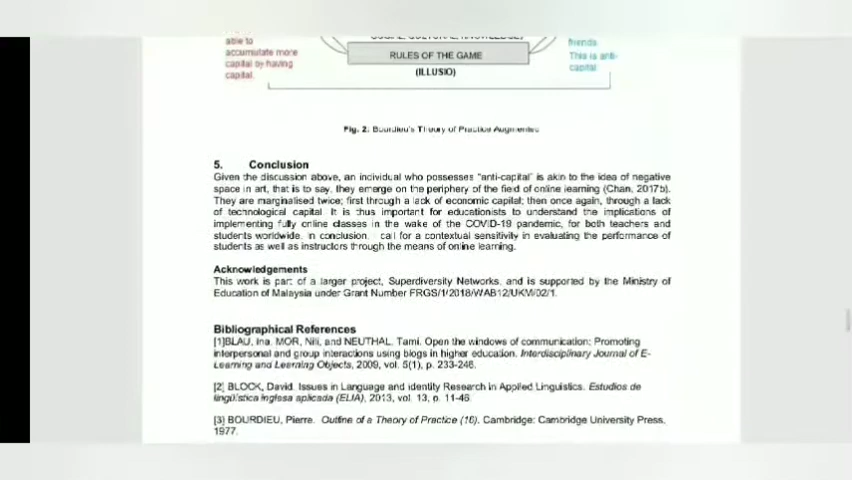 able to
accumulate more
capital by having
capital.
friends.
This is anti-
capital
RULES OF THE GAME
(ILLUSIO)
Fig. 2. Bourdieu's Theory of Practice Augmented
5. Conclusion
Given the discussion above, an individual who possesses "anti-capital" is akin to the idea of negative
space in art, that is to say, they emerge on the periphery of the field of online learning (Chan, 2017b).
They are marginalised twice; first through a lack of economic capital; then once again, through a lack
of technological capital. It is thus important for educationists to understand the implications of
implementing fully online classes in the wake of the COVID-19 pandemic, for both teachers and
students worldwide. In conclusion, call for a contextual sensitivity in evaluating the performance of
students as well as instructors through the means of online learning.
Acknowledgements
This work is part of a larger project, Superdiversity Networks, and is supported by the Ministry of
Education of Malaysia under Grant Number FRGS/1/2018/WAB12/UKM/02/1.
Bibliographical References
[1]BLAU, Ina, MOR, Nili, and NEUTHAL, Tami. Open the windows of communication: Promoting
interpersonal and group interactions using blogs in higher education. Interdisciplinary Journal of E-
Learning and Learning Objects, 2009, vol. 5(1), p. 233-246.
[2] BLOCK, David. Issues in Language and Identity Research in Applied Linguistics. Estudios de
lingüística inglesa aplicada (ELIA), 2013, vol. 13, p. 11-46.
[3] BOURDIEU, Pierre. Outline of a Theory of Practice (16). Cambridge: Cambridge University Press,
1977.